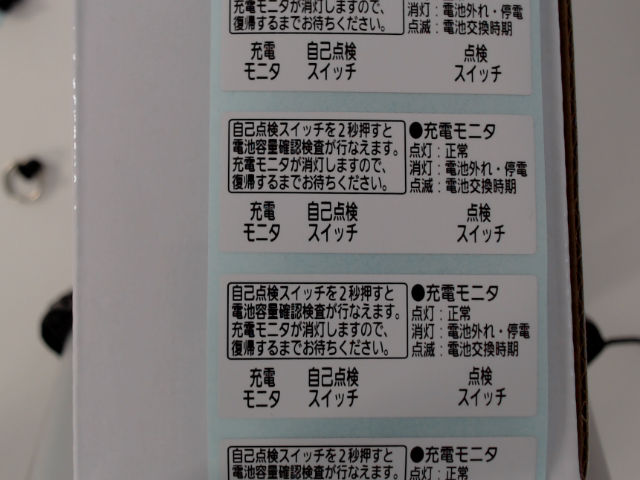 充電モニタが消灯しますので、
復帰するまでお待ちください。
消灯：電池外れ・停電
点滅：電池交換時期
充電
モニタ
自己点検
スイッチ
点検
スイッチ
自己点検スイッチを2秒押すと
電池容量確認検査が行なえます。
充電モニタが消灯しますので、
復帰するまでお待ちください。
●充電モニタ
点灯：正常
消灯：電池外れ・停電
点滅：電池交換時期
充電
モニタ
自己点検
スイッチ
点検
スイッチ
自己点検スイッチを2秒押すと
電池容量確認検査が行なえます。
充電モニタが消灯しますので、
復帰するまでお待ちください。
●充電モニタ
点灯：正常
消灯：電池外れ・停電
点滅：電池交換時期
充電
モニタ
自己点検
スイッチ
点検
スイッチ
自己点検スイッチを2秒押すと
電池容量確認検査が行なえます。
●充電モニタ
点灯：正常